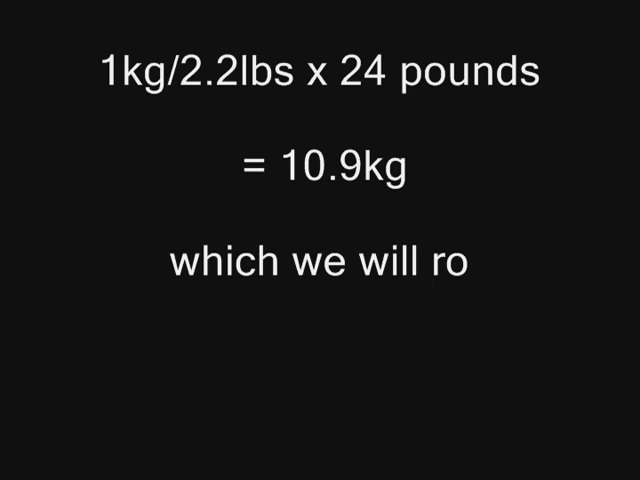 1kg/2.2lbs x 24 pounds
= 10.9kg
which we will ro